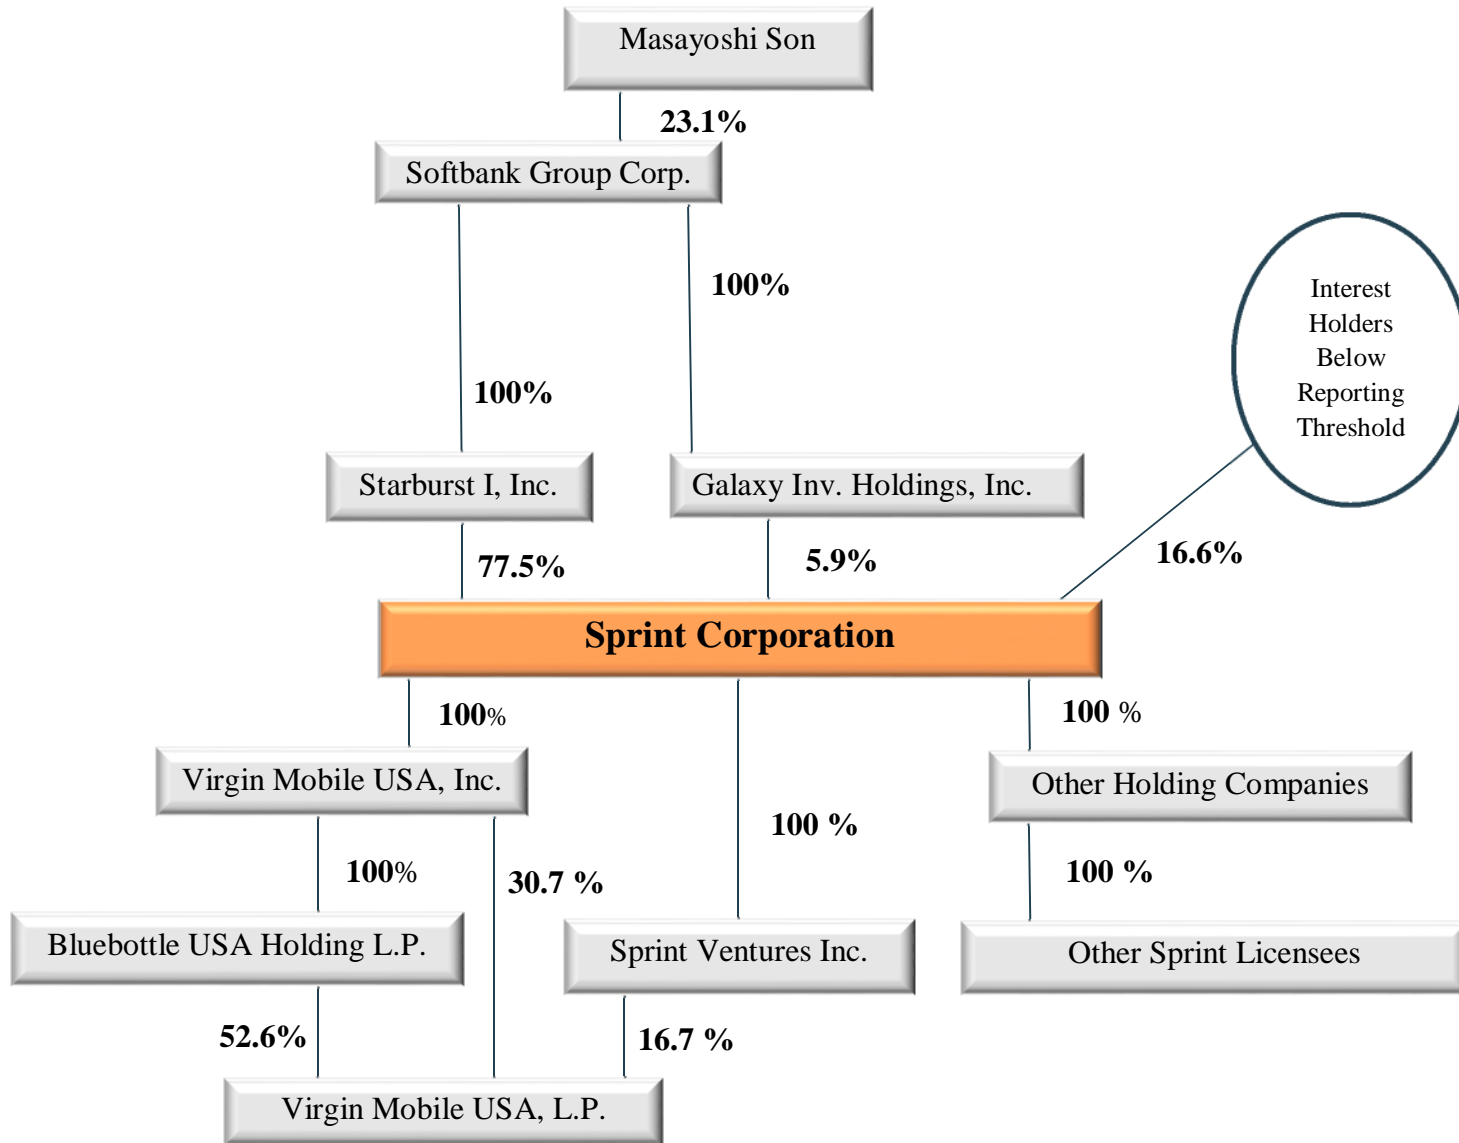 Masayoshi Son
23.1%
Softbank Group Corp.
100%
100%
Interest
Holders
Below
Reporting
Threshold
Starburst I, Inc.
Galaxy Inv. Holdings, Inc.
77.5%
5.9%
16.6%
Sprint Corporation
100%
100 %
Virgin Mobile USA, Inc.
Other Holding Companies
100 %
100%
30.7 %
100 %
Bluebottle USA Holding L.P.
Sprint Ventures Inc.
Other Sprint Licensees
52.6%
16.7 %
Virgin Mobile USA, L.P.